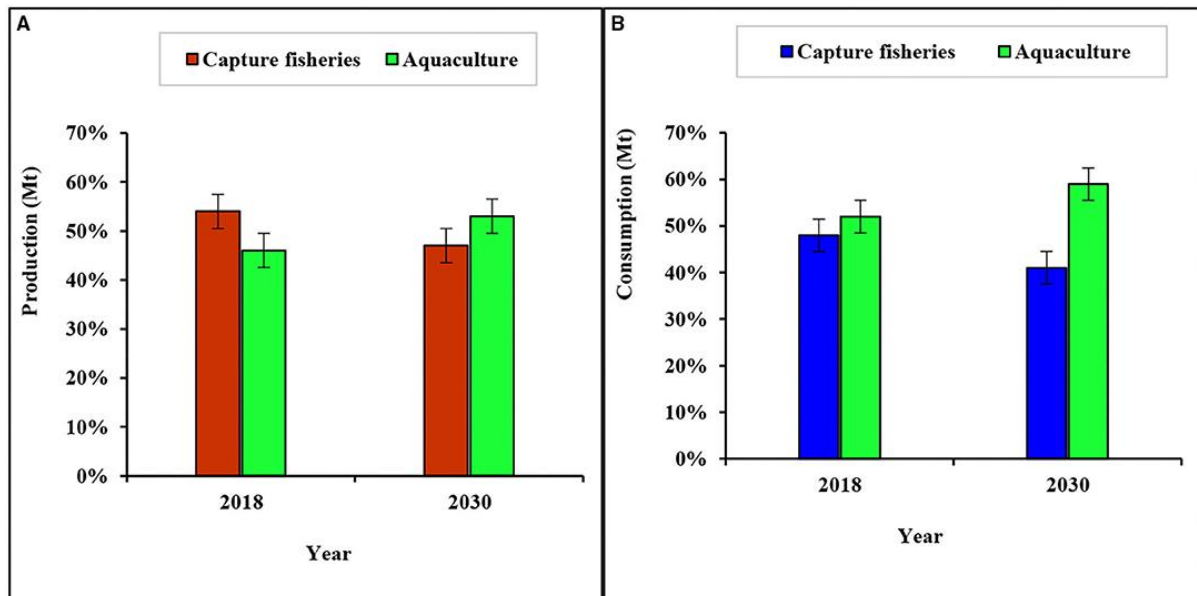 A
Capture fisheries Aquaculture
Production (Mt)
70%
60%
50%
40%
30%
20%
10%
0%
2018 2030
Year
B
Capture fisheries Aquaculture
Consumption (Mt)
70%
60%
50%
40%
30%
20%
10%
0%
2018 2030
Year